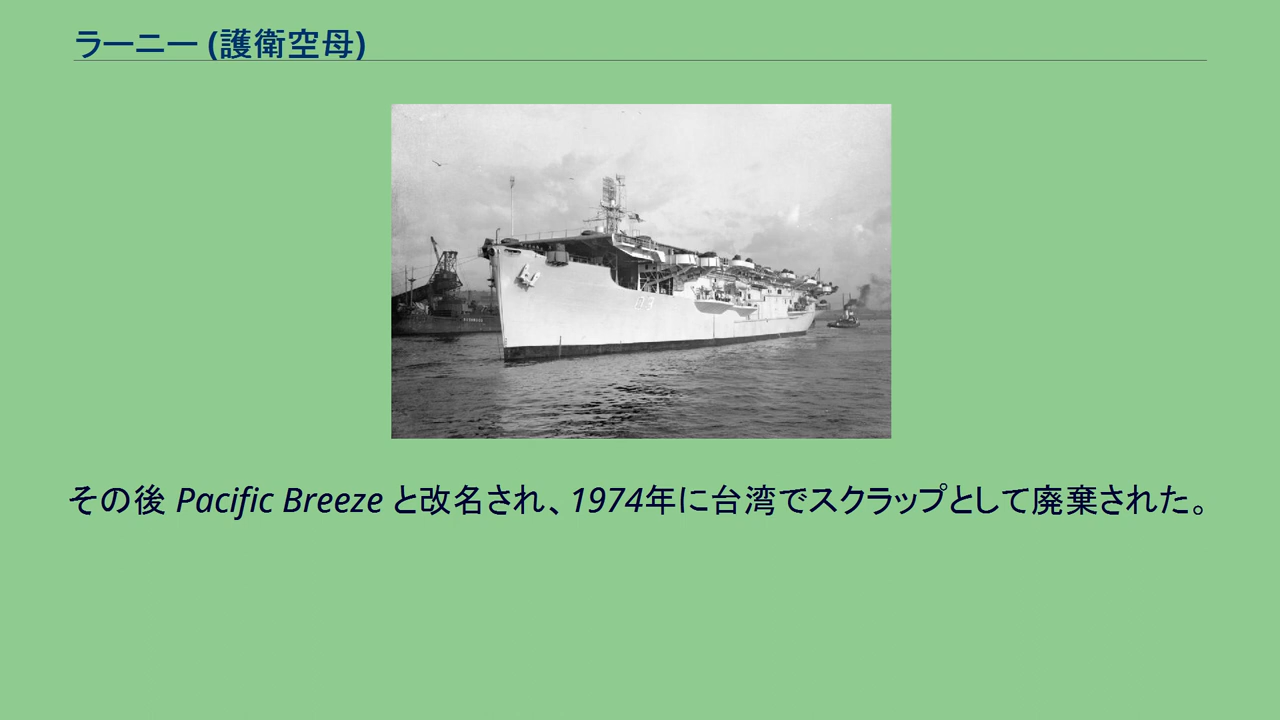 ラーニー (護衛空母)
その後 Pacific Breeze と改名され、1974年に台湾でスクラップとして廃棄された。